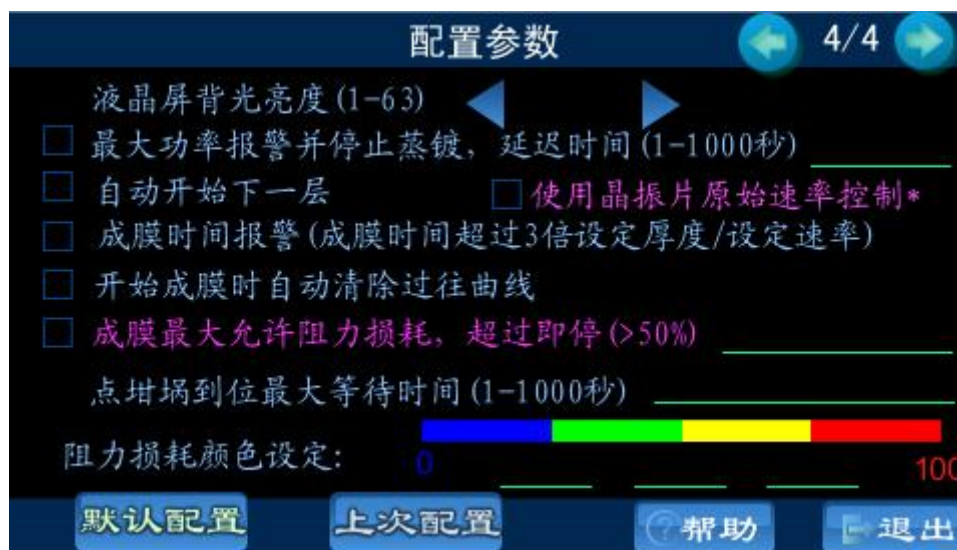 配置参数 4/4
液晶屏背光亮度(1-63)
最大功率报警并停止蒸镀，延迟时间(1-1000秒)
自动开始下一层 使用晶振片原始速率控制*
成膜时间报警(成膜时间超过3倍设定厚度/设定速率)
开始成膜时自动清除过往曲线
成膜最大允许阻力损耗，超过即停(>50%)
点坩埚到位最大等待时间(1-1000秒)
阻力损耗颜色设定: 0 100
默认配置 上次配置 ?帮助 退出